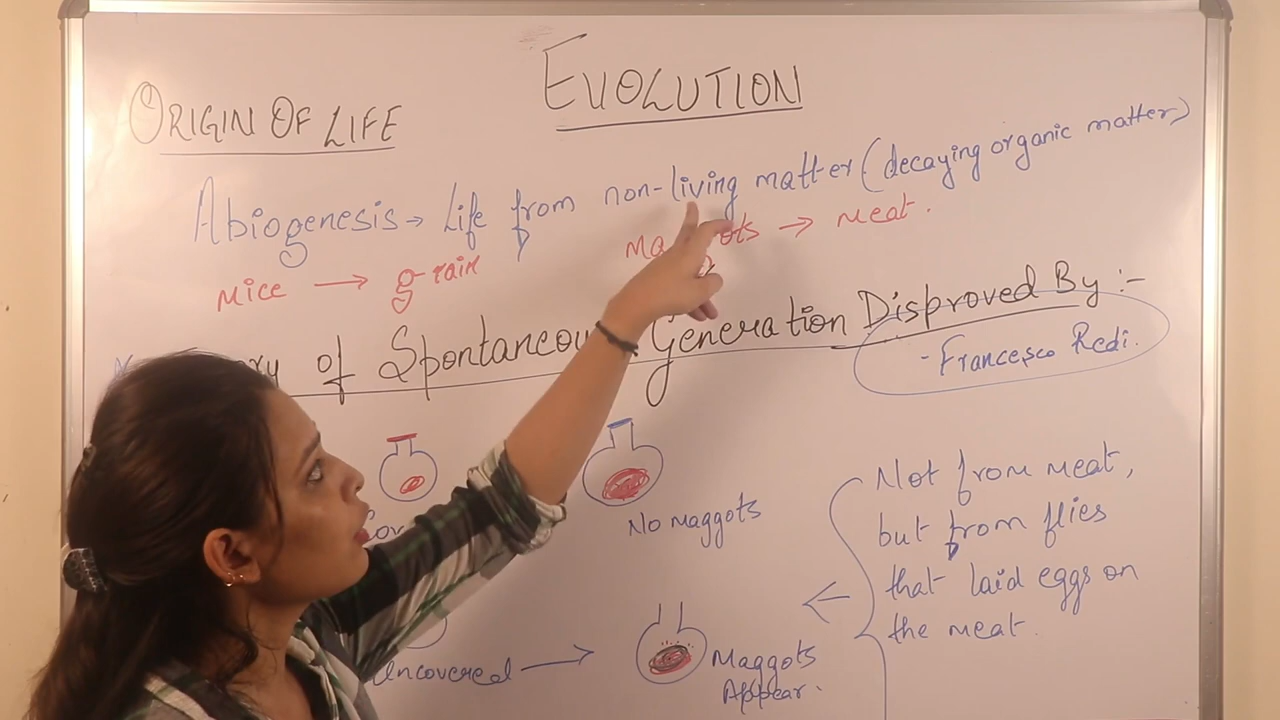 EVOLUTION
ORIGIN OF LIFE
Abiogenesis → Life from non-living matter (decaying organic matter)
Mice → grain
Maggots → Meat.
of Spontaneous Generation Disproved By :-
- Francesco Redi.
No Maggots
Uncovered →
Maggots
Appear.
Not from meat,
but from flies
that laid eggs on
the meat.